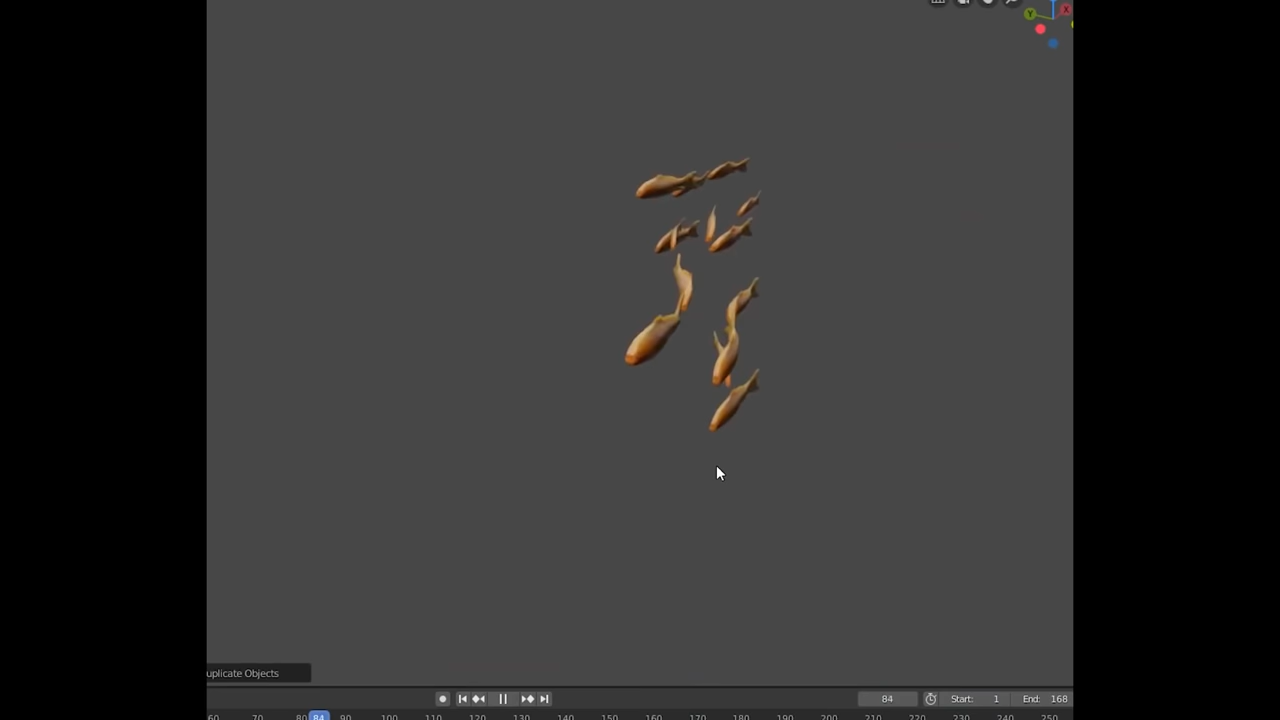 Y X
uplicate Objects
84 Start: 1 End: 168
60 70 80 84 90 100 110 120 130 140 150 160 170 180 190 200 210 220 230 240 250